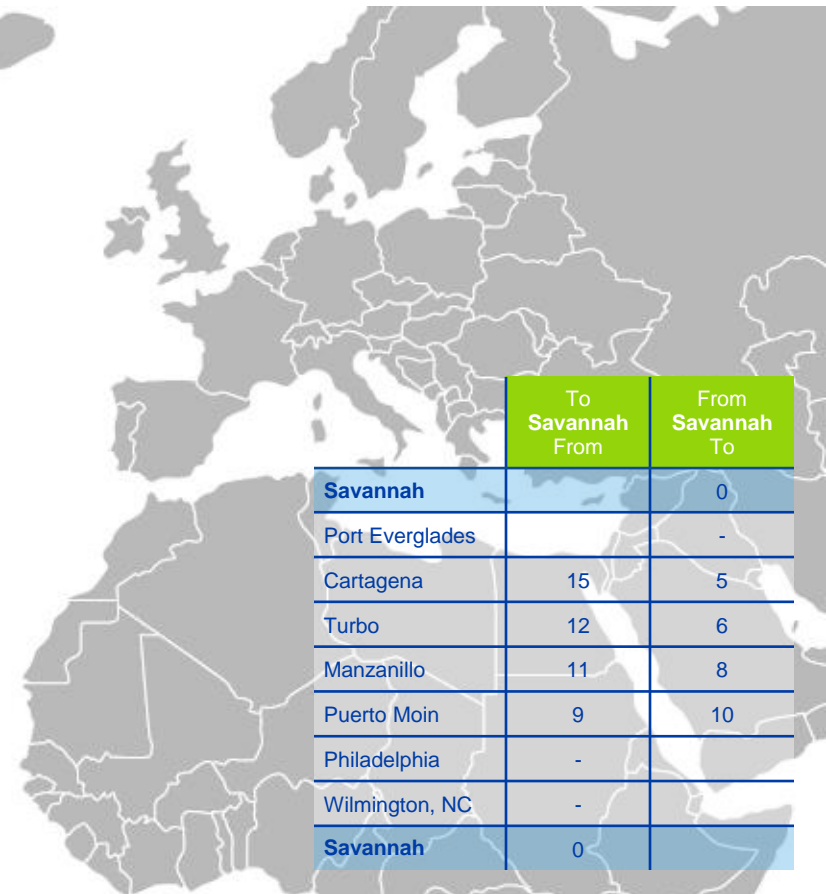 To
Savannah
From
From
Savannah
To
Savannah 0
Port Everglades -
Cartagena 15 5
Turbo 12 6
Manzanillo 11 8
Puerto Moin 9 10
Philadelphia -
Wilmington, NC -
Savannah 0